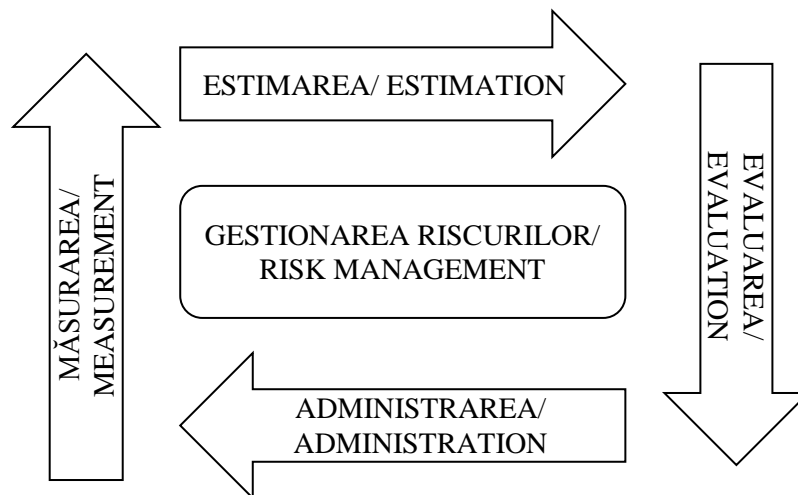 ESTIMAREA/ ESTIMATION
MĂSURAREA/
MEASUREMENT
GESTIONAREA RISCURILOR/
RISK MANAGEMENT
EVALUAREA/
EVALUATION
ADMINISTRAREA/
ADMINISTRATION